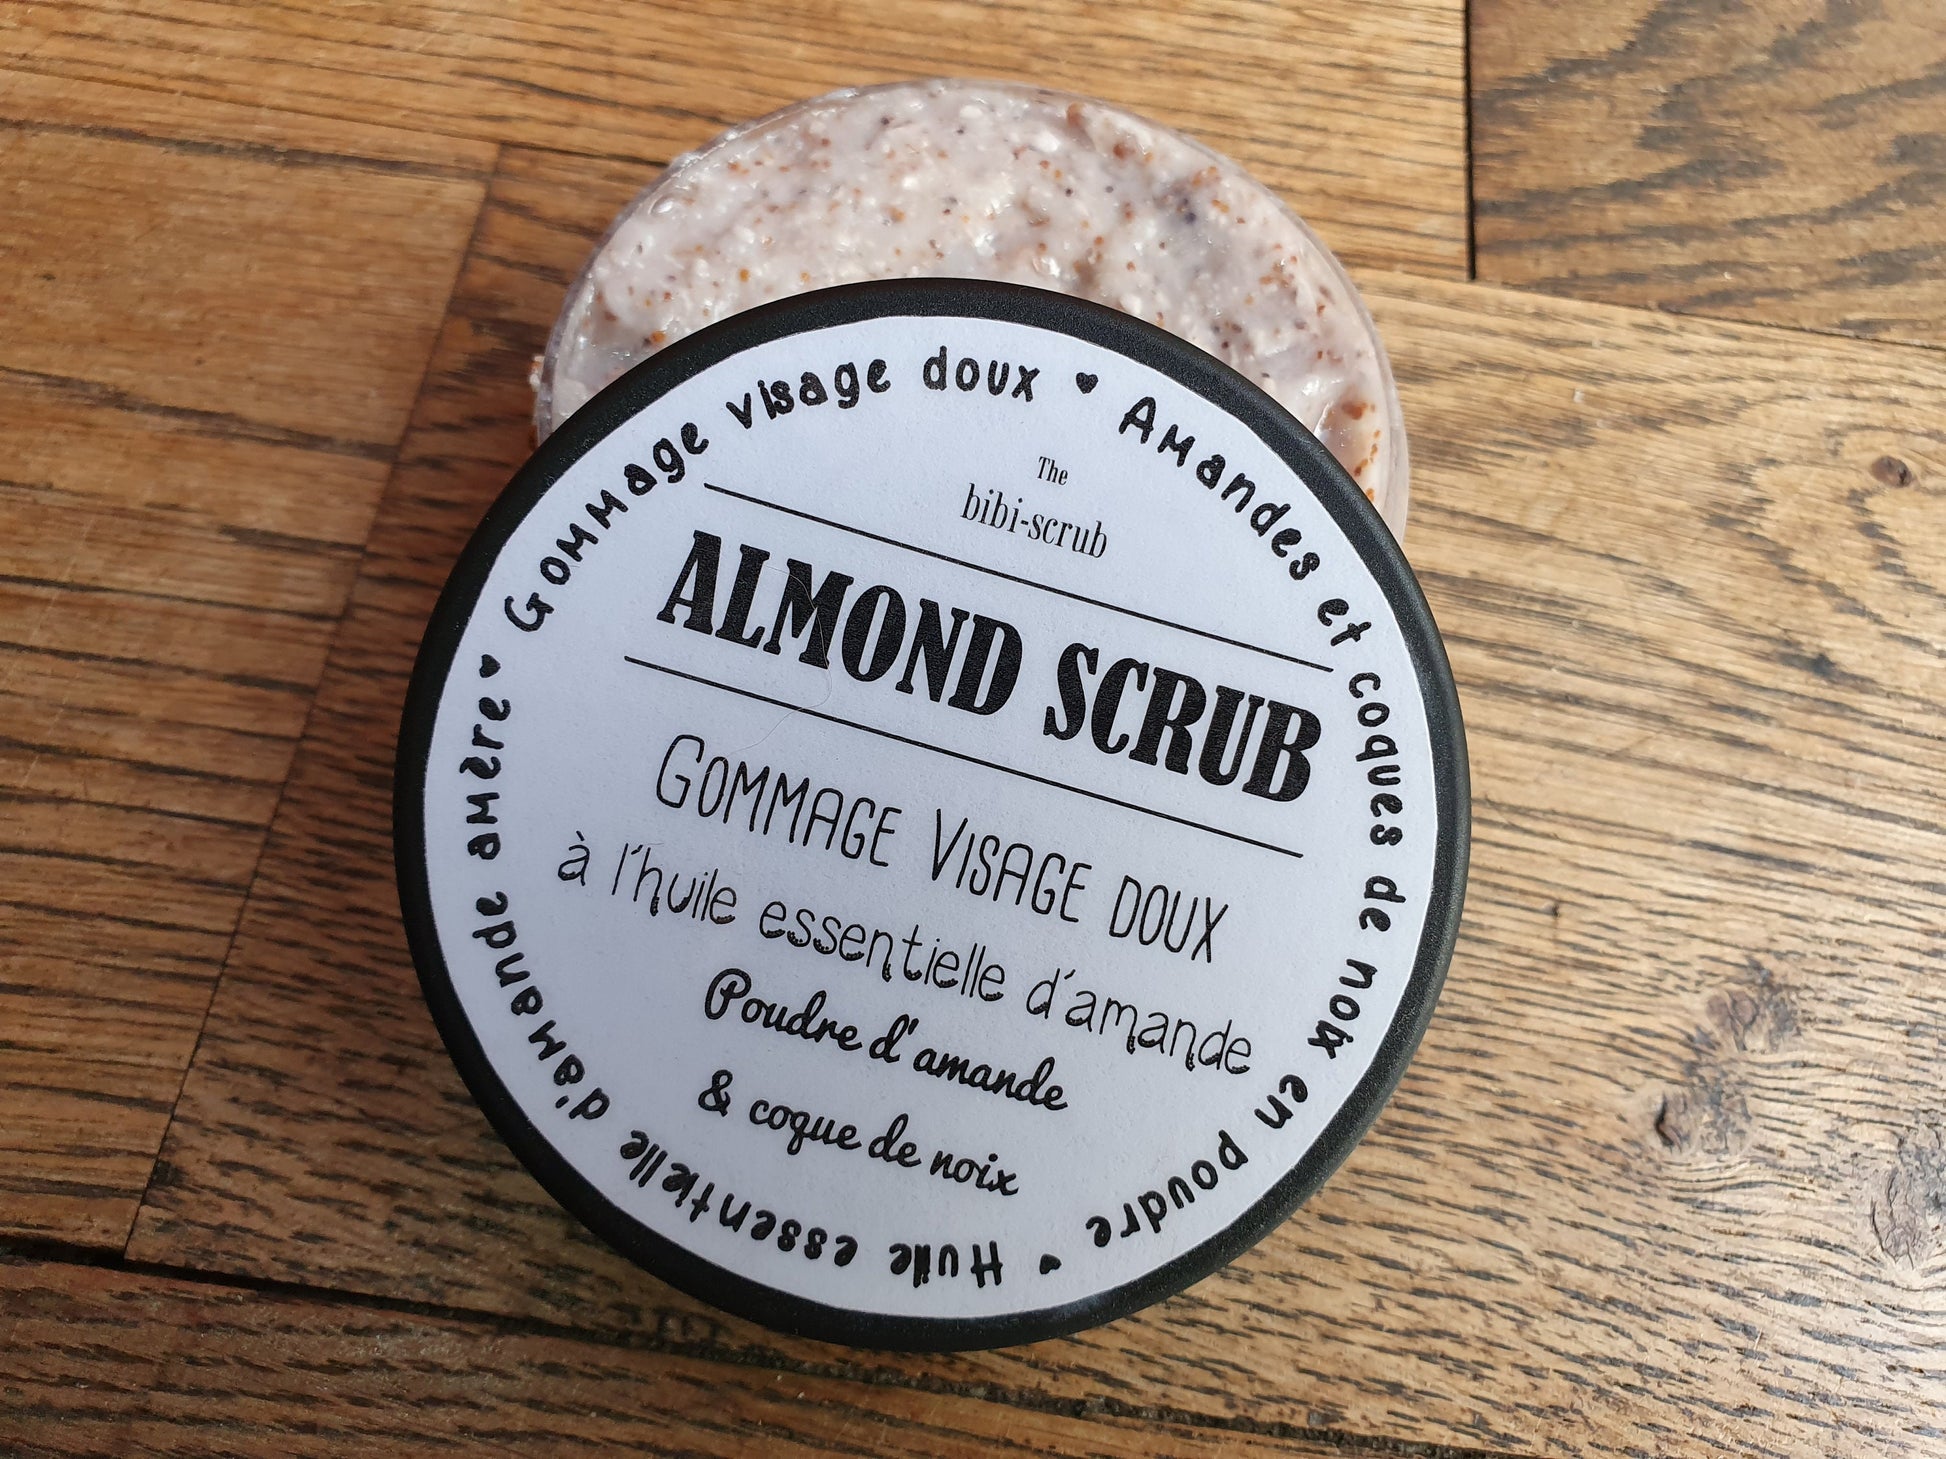 Gommage visage doux ♥ Amandes et coques de noix en poudre ♥ Huile essentielle d'amande amère ♥
The
bibi-scrub
ALMOND SCRUB
GOMMAGE VISAGE DOUX
à l'huile essentielle d'amande
Poudre d'amande
& coque de noix